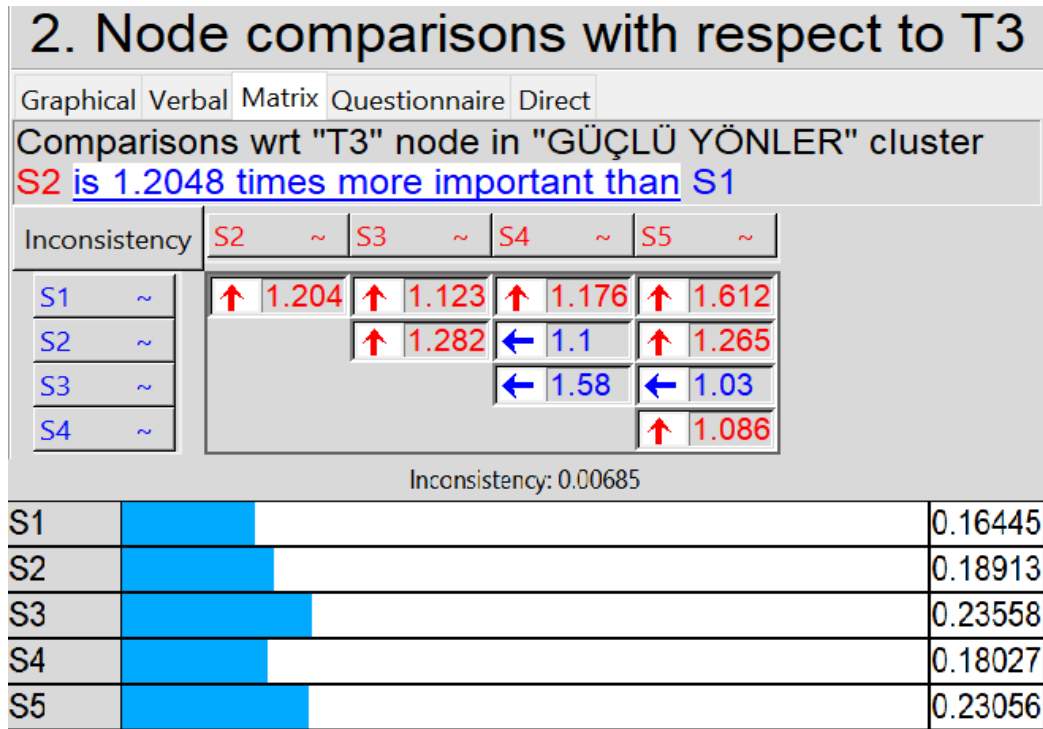 2. Node comparisons with respect to T3
Graphical Verbal Matrix Questionnaire Direct
Comparisons wrt "T3" node in "GÜÇLÜ YÖNLER" cluster
S2 is 1.2048 times more important than S1
Inconsistency S2 ~ S3 ~ S4 ~ S5 ~
S1 ~ 1.204 1.123 1.176 1.612
S2 ~ 1.282 1.1 1.265
S3 ~ 1.58 1.03
S4 ~ 1.086
Inconsistency: 0.00685
S1 0.16445
S2 0.18913
S3 0.23558
S4 0.18027
S5 0.23056